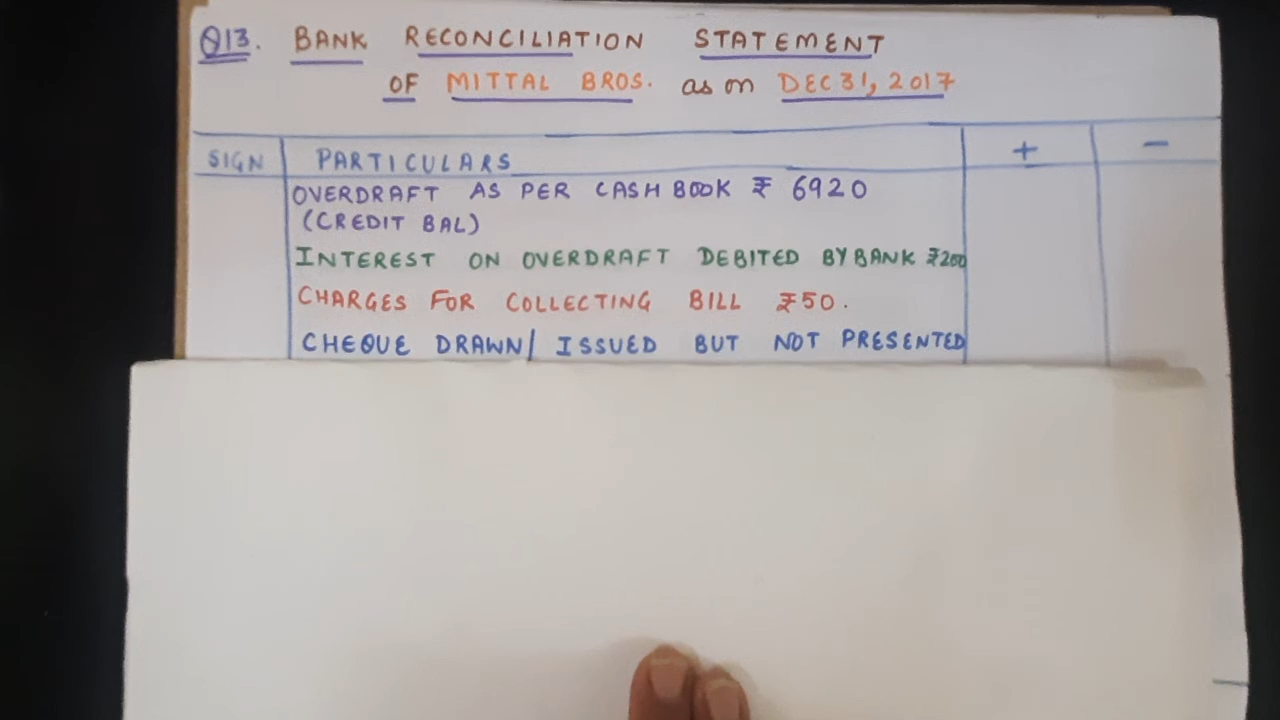 Q13. BANK RECONCILIATION STATEMENT
OF MITTAL BROS. as on DEC 31, 2017
SIGN PARTICULARS + -
OVERDRAFT AS PER CASH BOOK ₹ 6920
(CREDIT BAL)
INTEREST ON OVERDRAFT DEBITED BY BANK ₹200
CHARGES FOR COLLECTING BILL ₹50.
CHEQUE DRAWN/ ISSUED BUT NOT PRESENTED